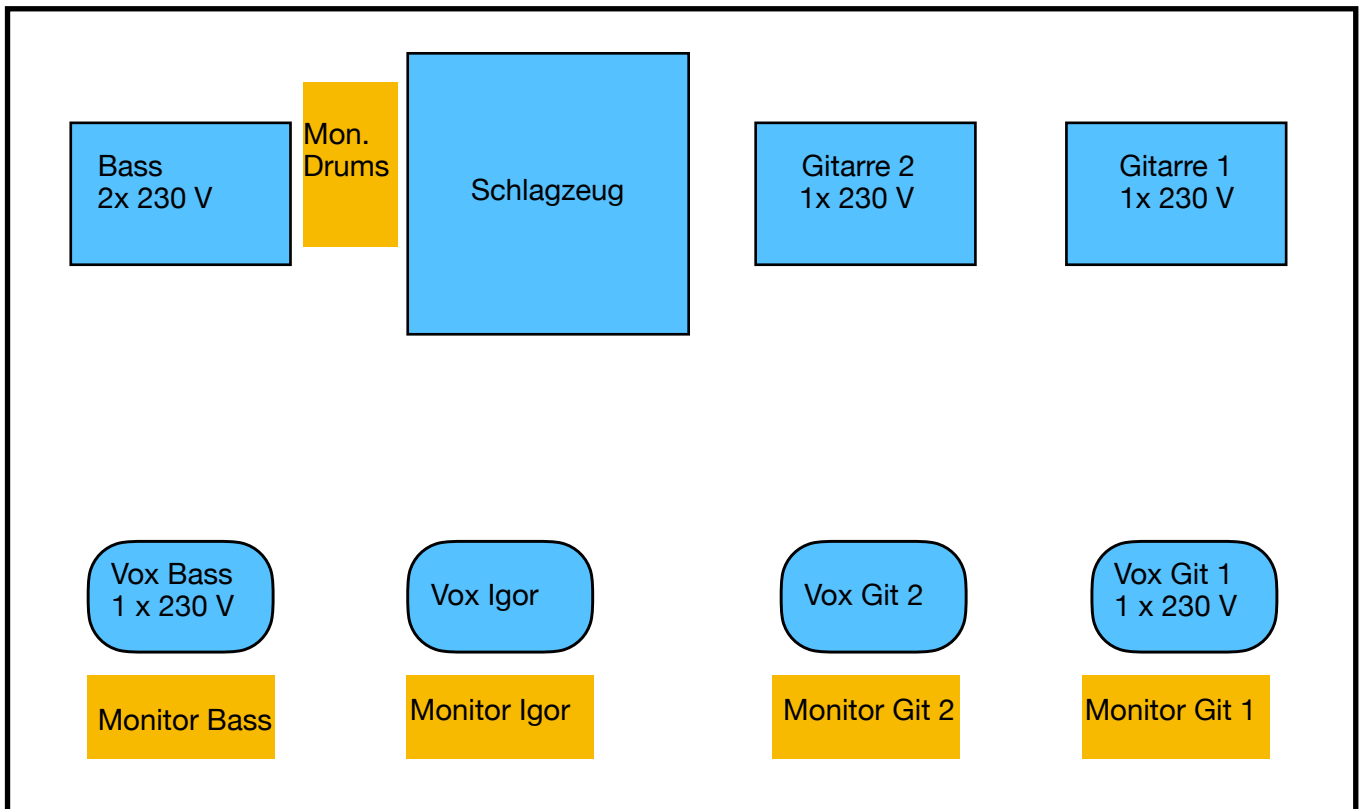 Bass
2x 230 V
Mon.
Drums
Schlagzeug
Gitarre 2
1x 230 V
Gitarre 1
1x 230 V
Vox Bass
1 x 230 V
Vox Igor
Vox Git 2
Vox Git 1
1 x 230 V
Monitor Bass
Monitor Igor
Monitor Git 2
Monitor Git 1